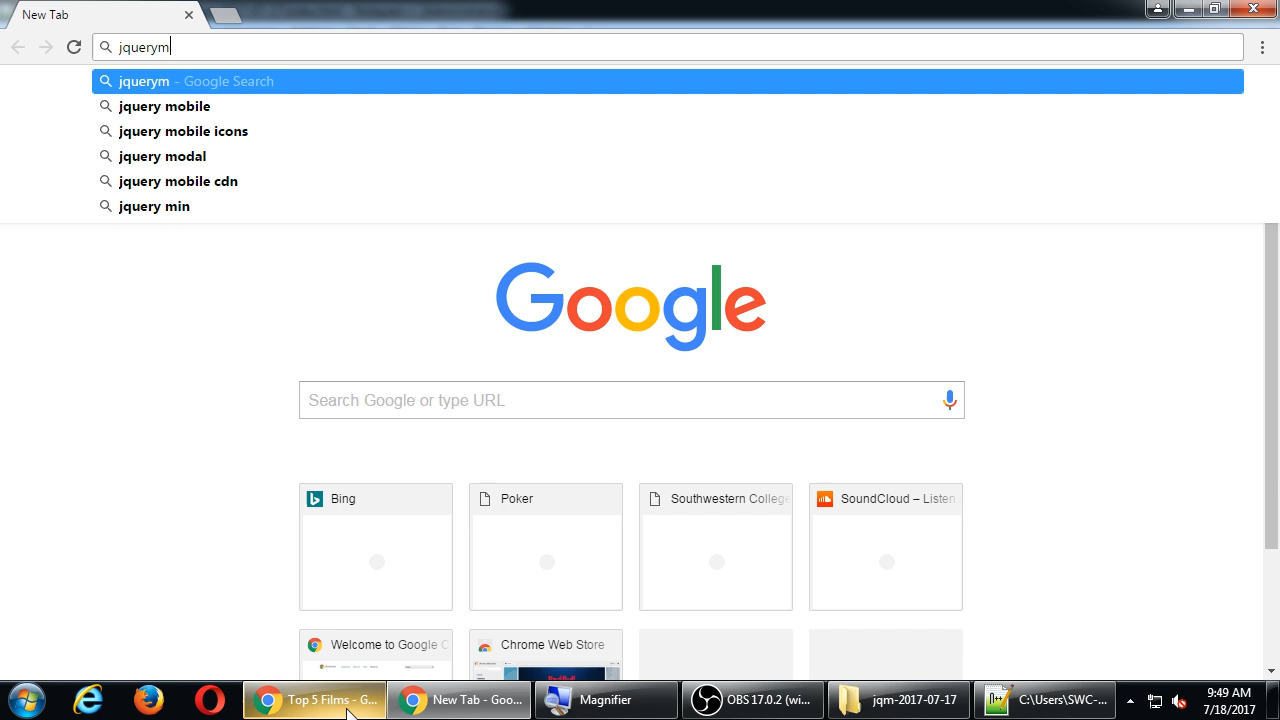 New Tab
jquerym
jquerym - Google Search
jquery mobile
jquery mobile icons
jquery modal
jquery mobile cdn
jquery min
Google
Search Google or type URL
Bing
Poker
Southwestern College
SoundCloud – Listen
Welcome to Google C
Chrome Web Store
Top 5 Films - G...
New Tab - Goo...
Magnifier
OBS 17.0.2 (wi...
jqm-2017-07-17
C:\Users\SWC-...
9:49 AM
7/18/2017